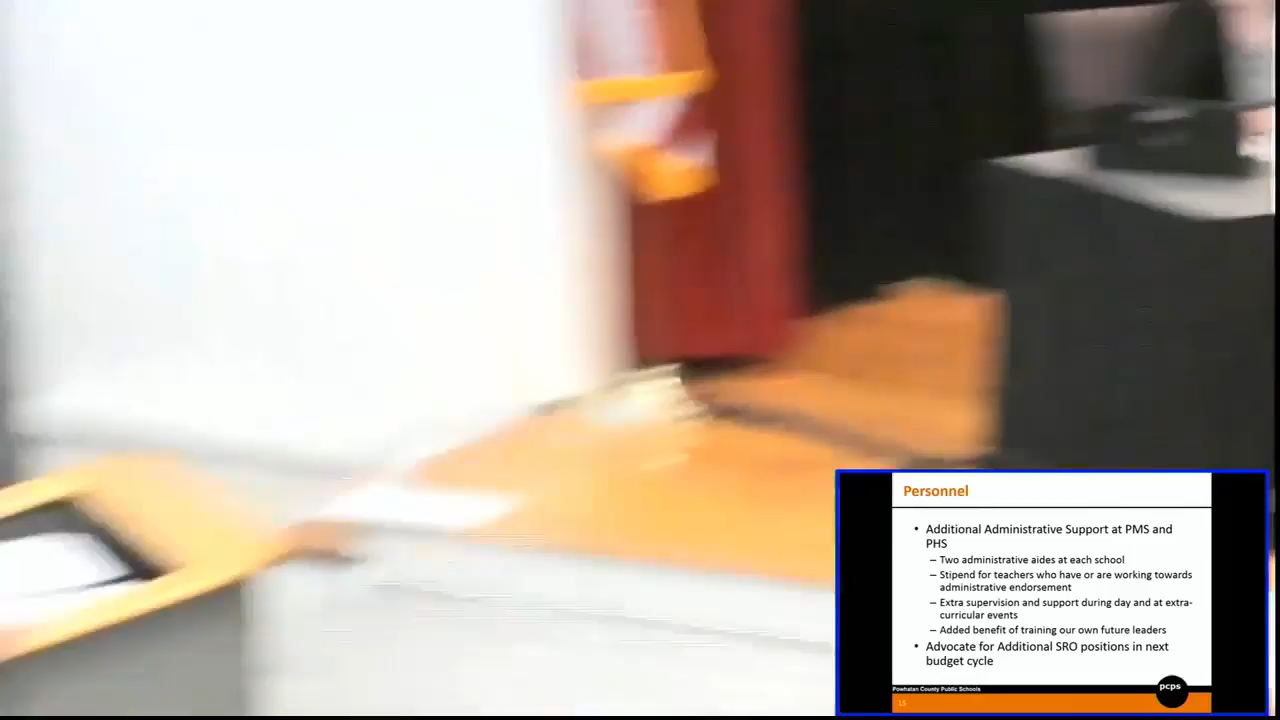 Personnel
• Additional Administrative Support at PMS and
PHS
– Two administrative aides at each school
– Stipend for teachers who have or are working towards
administrative endorsement
– Extra supervision and support during day and at extra-
curricular events
– Added benefit of training our own future leaders
• Advocate for Additional SRO positions in next
budget cycle
Powhatan County Public Schools
pcps
15